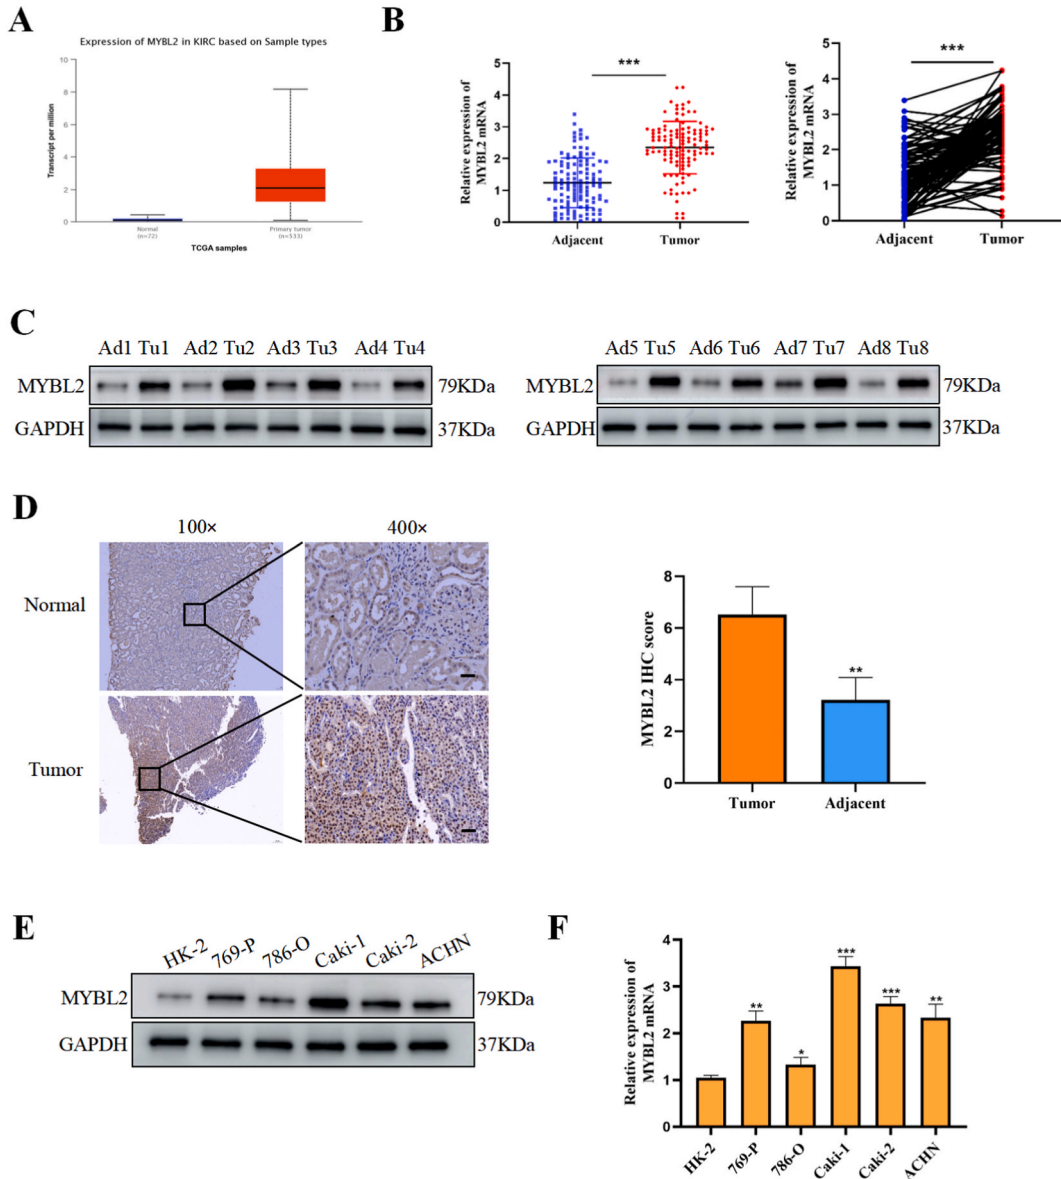 A
Expression of MYBL2 in KIRC based on Sample types
Transcript per million
10
8
6
4
2
0
Normal
(n=72)
Primary tumor
(n=533)
TCGA samples
B
Relative expression of
MYBL2 mRNA
5
4
3
2
1
0
***
Adjacent
Tumor
Relative expression of
MYBL2 mRNA
5
4
3
2
1
0
***
Adjacent
Tumor
C
Ad1 Tu1 Ad2 Tu2 Ad3 Tu3 Ad4 Tu4
MYBL2
79KDa
GAPDH
37KDa
Ad5 Tu5 Ad6 Tu6 Ad7 Tu7 Ad8 Tu8
MYBL2
79KDa
GAPDH
37KDa
D
100×
400×
Normal
Tumor
MYBL2 IHC score
8
6
4
2
0
**
Tumor
Adjacent
E
HK-2
769-P
786-O
Caki-1
Caki-2
ACHN
MYBL2
79KDa
GAPDH
37KDa
F
Relative expression of
MYBL2 mRNA
4
3
2
1
0
**
*
***
***
**
HK-2
769-P
786-O
Caki-1
Caki-2
ACHN